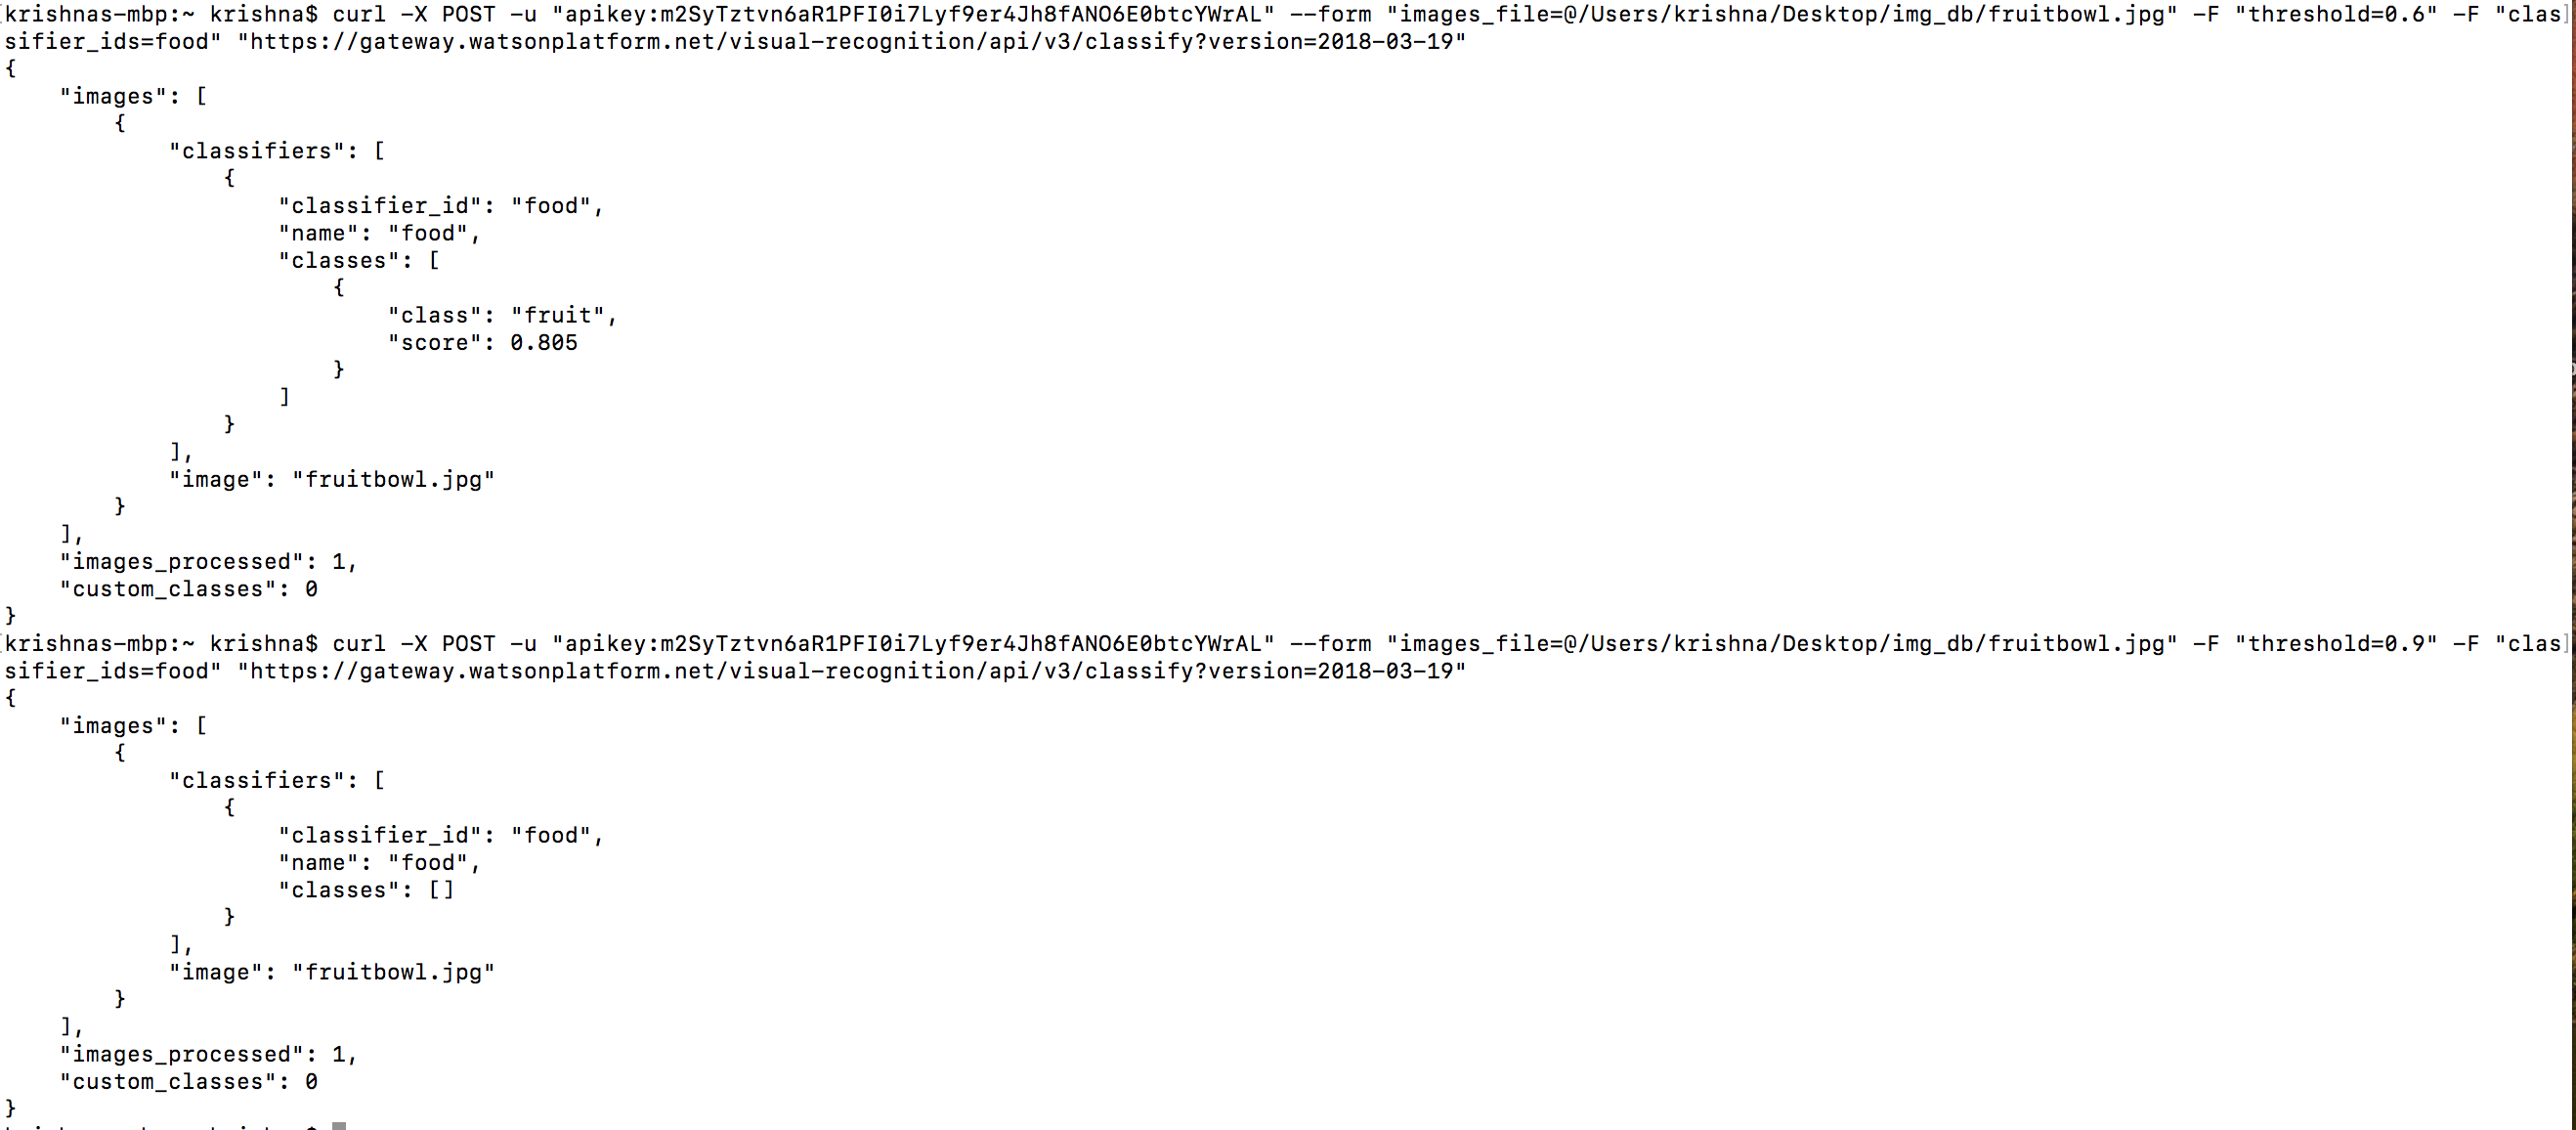 krishnas-mbp:~ krishna$ curl -X POST -u "apikey:m2SyTztvn6aR1PFI0i7Lyf9er4Jh8fANO6E0btcYWrAL" --form "images_file=@/Users/krishna/Desktop/img_db/fruitbowl.jpg" -F "threshold=0.6" -F "clas
sifier_ids=food" "https://gateway.watsonplatform.net/visual-recognition/api/v3/classify?version=2018-03-19"
{
    "images": [
        {
            "classifiers": [
                {
                    "classifier_id": "food",
                    "name": "food",
                    "classes": [
                        {
                            "class": "fruit",
                            "score": 0.805
                        }
                    ]
                }
            ],
            "image": "fruitbowl.jpg"
        }
    ],
    "images_processed": 1,
    "custom_classes": 0
}
krishnas-mbp:~ krishna$ curl -X POST -u "apikey:m2SyTztvn6aR1PFI0i7Lyf9er4Jh8fANO6E0btcYWrAL" --form "images_file=@/Users/krishna/Desktop/img_db/fruitbowl.jpg" -F "threshold=0.9" -F "clas
sifier_ids=food" "https://gateway.watsonplatform.net/visual-recognition/api/v3/classify?version=2018-03-19"
{
    "images": [
        {
            "classifiers": [
                {
                    "classifier_id": "food",
                    "name": "food",
                    "classes": []
                }
            ],
            "image": "fruitbowl.jpg"
        }
    ],
    "images_processed": 1,
    "custom_classes": 0
}